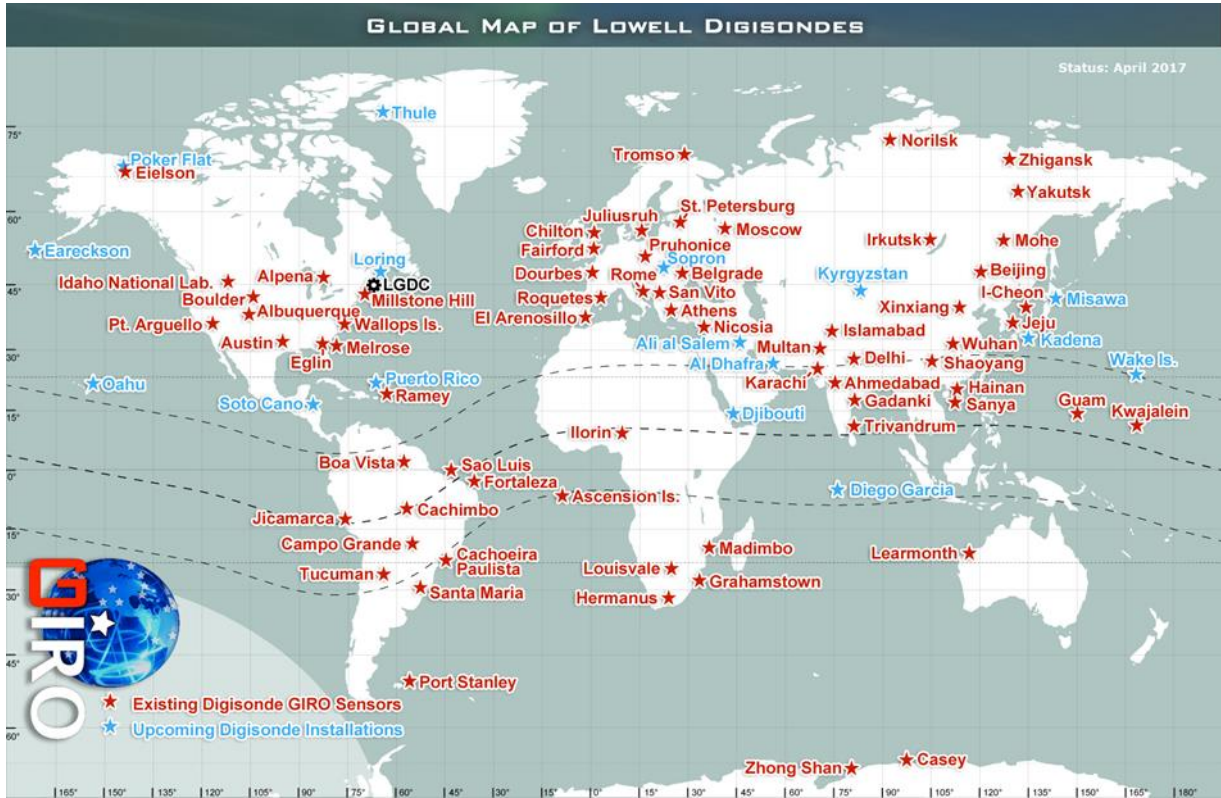 Global Map of Lowell Digisondes
Status: April 2017
Thule
Norilsk
Tromso
Poker Flat
Zhigansk
Eielson
Yakutsk
St. Petersburg
Juliusruh
Chilton
Moscow
Irkutsk
Mohe
Eareckson
Fairford
Pruhonice
Loring
Sopron
Dourbes
Rome
Belgrade
Kyrgyzstan
Beijing
Idaho National Lab.
Alpena
LGDC
I-Cheon
Boulder
Millstone Hill
Roquetes
San Vito
Misawa
Albuquerque
Athens
Xinxiang
Pt. Arguello
Wallops Is.
El Arenosillo
Nicosia
Islamabad
Jeju
Austin
Melrose
Ali al Salem
Multan
Wuhan
Kadena
Eglin
Al Dhafra
Delhi
Shaoyang
Wake Is.
Oahu
Puerto Rico
Karachi
Ahmedabad
Hainan
Ramey
Gadanki
Sanya
Guam
Soto Cano
Djibouti
Kwajalein
Ilorin
Trivandrum
Boa Vista
Sao Luis
Fortaleza
Ascension Is.
Diego Garcia
Jicamarca
Cachimbo
Campo Grande
Madimbo
Learmonth
Cachoeira
Paulista
Tucuman
Louisvale
Grahamstown
Santa Maria
Hermanus
GIRO
Port Stanley
Existing Digisonde GIRO Sensors
Upcoming Digisonde Installations
Zhong Shan
Casey
75°
60°
45°
30°
15°
0°
15°
30°
45°
60°
165° 150° 135° 120° 105° 90° 75° 60° 45° 30° 15° 0° 15° 30° 45° 60° 75° 90° 105° 120° 135° 150° 165° 180°